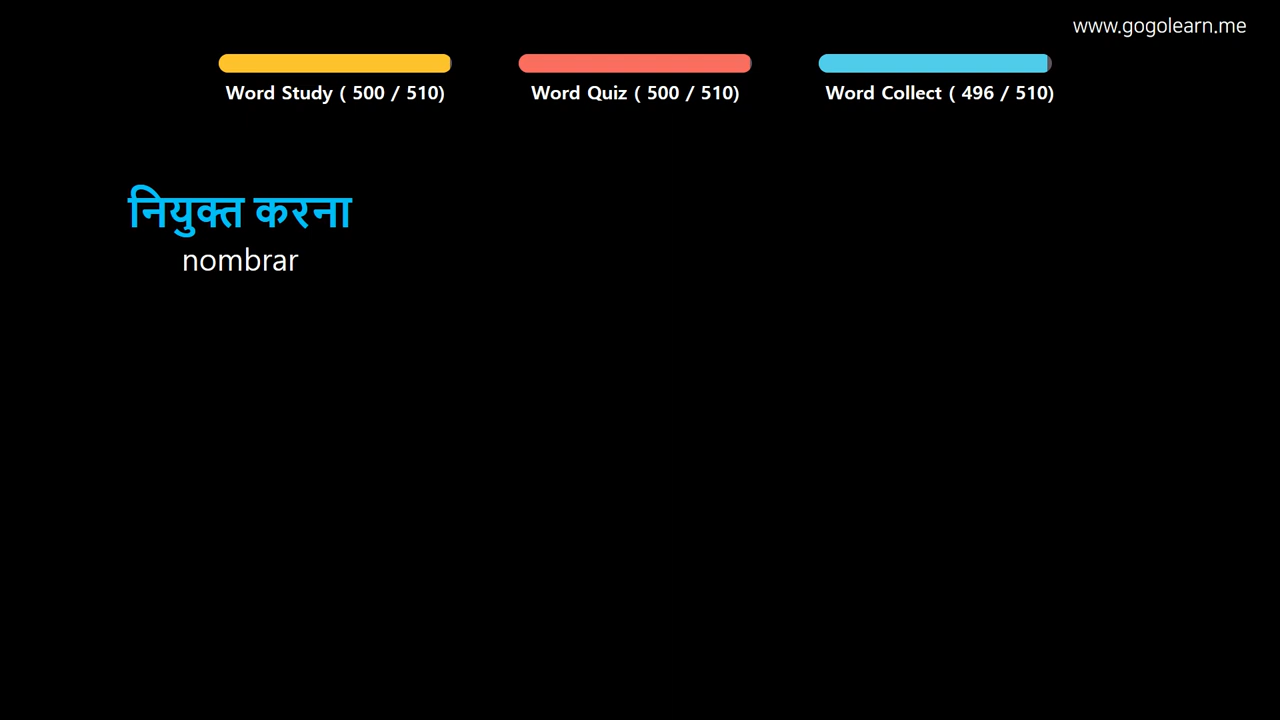 www.gogolearn.me
Word Study ( 500 / 510)
Word Quiz ( 500 / 510)
Word Collect ( 496 / 510)
नियुक्त करना
nombrar